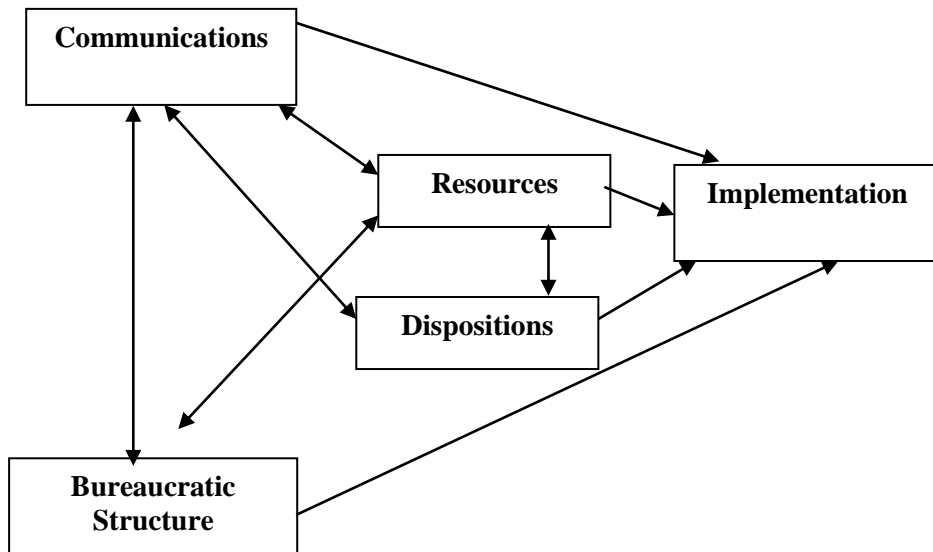 Communications
Resources
Implementation
Dispositions
Bureaucratic
Structure